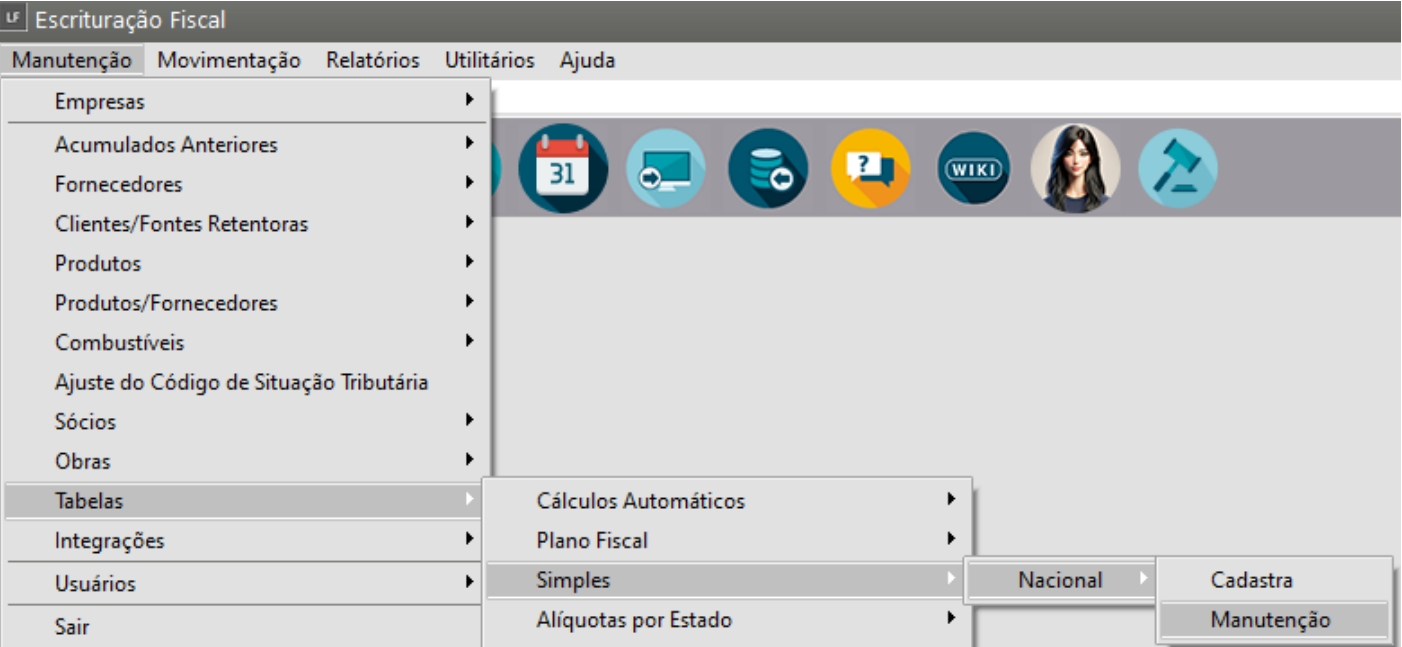 LF Escrituração Fiscal
Manutenção Movimentação Relatórios Utilitários Ajuda
Empresas
Acumulados Anteriores
Fornecedores
Clientes/Fontes Retentoras
Produtos
Produtos/Fornecedores
Combustíveis
Ajuste do Código de Situação Tributária
Sócios
Obras
Tabelas
Integrações
Usuários
Sair
Cálculos Automáticos
Plano Fiscal
Simples
Alíquotas por Estado
Nacional
Cadastra
Manutenção
31
?
WIKI